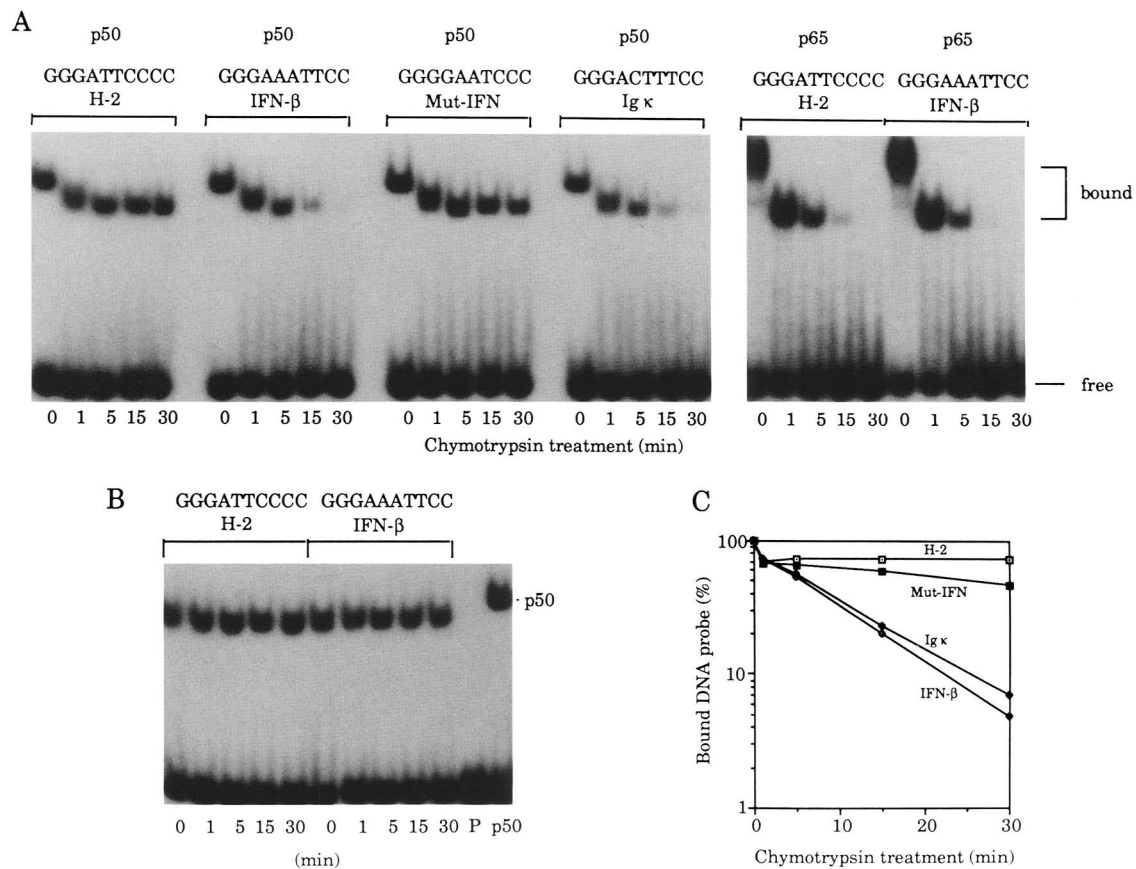 A
p50 p50 p50 p50 p65 p65
GGGATTCCCC GGGAAATTCC GGGGAATCCC GGGACTTTCC GGGATTCCCC GGGAAATTCC
H-2 IFN-β Mut-IFN Ig κ H-2 IFN-β
bound
free
0 1 5 15 30 0 1 5 15 30 0 1 5 15 30 0 1 5 15 30 0 1 5 15 30 0 1 5 15 30
Chymotrypsin treatment (min)
B
GGGATTCCCC GGGAAATTCC
H-2 IFN-β
p50
0 1 5 15 30 0 1 5 15 30 P p50
(min)
C
100
10
1
Bound DNA probe (%)
H-2
Mut-IFN
Ig κ
IFN-β
0 10 20 30
Chymotrypsin treatment (min)